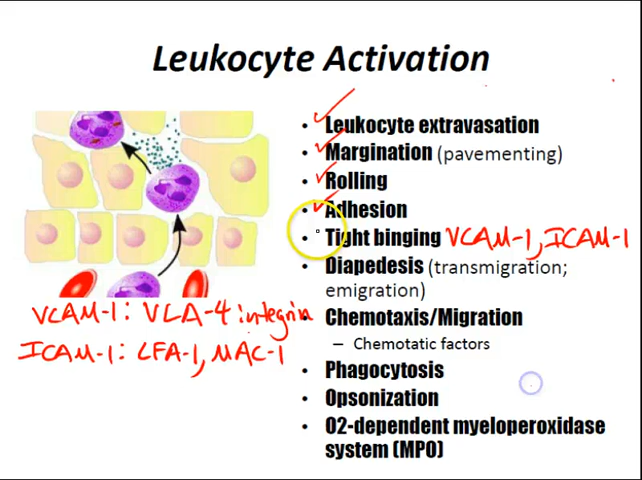 Leukocyte Activation
• Leukocyte extravasation
• Margination (pavementing)
• Rolling
• Adhesion
• Tight binging VCAM-1, ICAM-1
• Diapedesis (transmigration;
emigration)
VCAM-1: VLA-4 integrin
ICAM-1: LFA-1, MAC-1
• Chemotaxis/Migration
– Chemotatic factors
• Phagocytosis
• Opsonization
• O2-dependent myeloperoxidase
system (MPO)